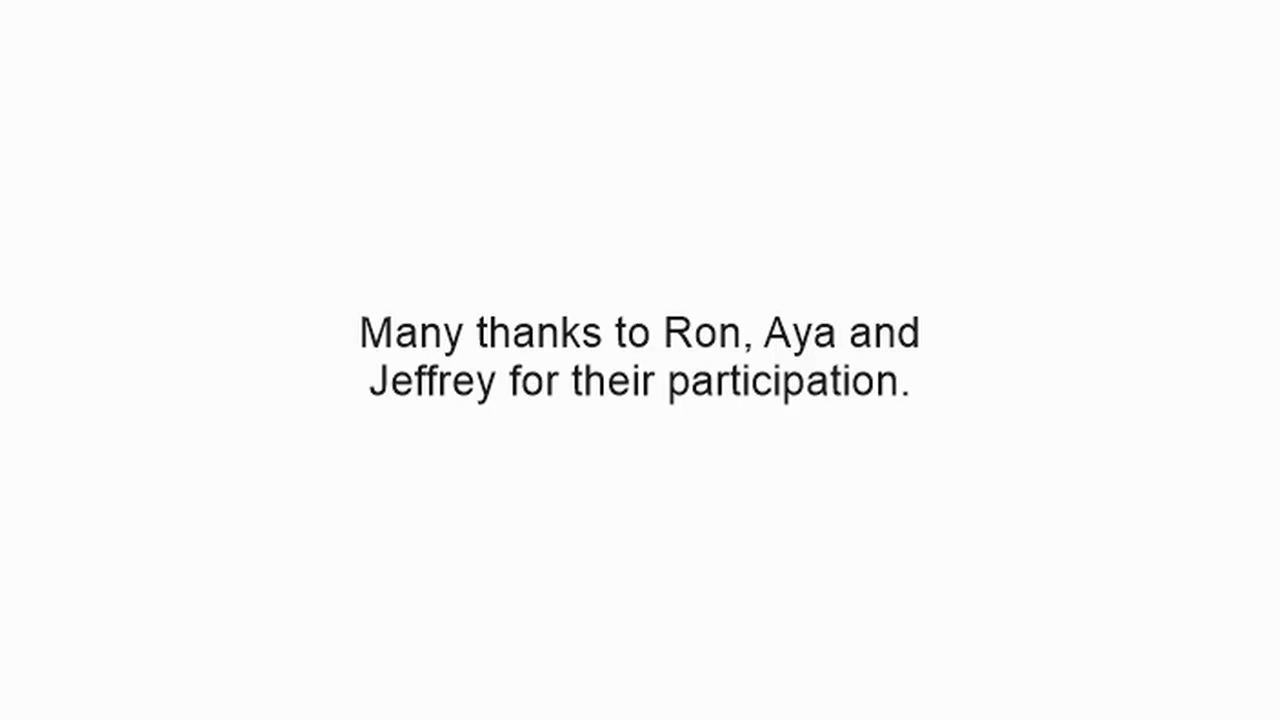 Many thanks to Ron, Aya and
Jeffrey for their participation.